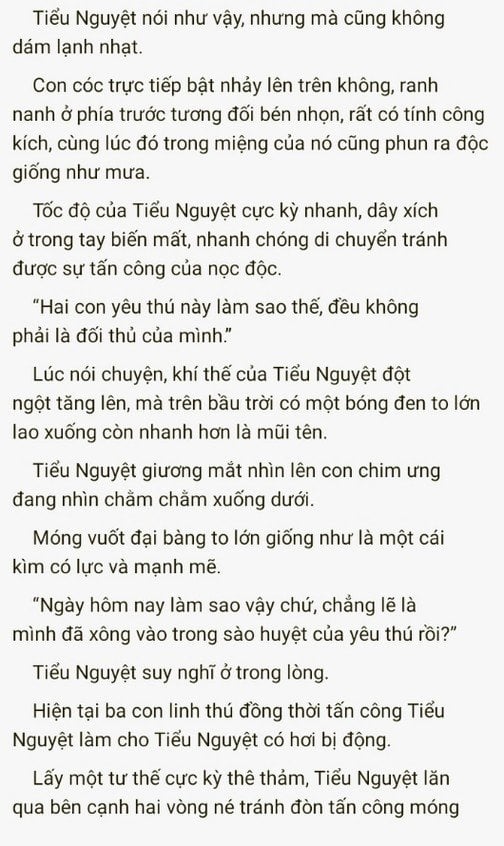 Tiểu Nguyệt nói như vậy, nhưng mà cũng không
dám lạnh nhạt.
Con cóc trực tiếp bật nhảy lên trên không, ranh
nanh ở phía trước tương đối bén nhọn, rất có tính công
kích, cùng lúc đó trong miệng của nó cũng phun ra độc
giống như mưa.
Tốc độ của Tiểu Nguyệt cực kỳ nhanh, dây xích
ở trong tay biến mất, nhanh chóng di chuyển tránh
được sự tấn công của nọc độc.
“Hai con yêu thú này làm sao thế, đều không
phải là đối thủ của mình.”
Lúc nói chuyện, khí thế của Tiểu Nguyệt đột
ngột tăng lên, mà trên bầu trời có một bóng đen to lớn
lao xuống còn nhanh hơn là mũi tên.
Tiểu Nguyệt giương mắt nhìn lên con chim ưng
đang nhìn chằm chằm xuống dưới.
Móng vuốt đại bàng to lớn giống như là một cái
kìm có lực và mạnh mẽ.
“Ngày hôm nay làm sao vậy chứ, chẳng lẽ là
mình đã xông vào trong sào huyệt của yêu thú rồi?”
Tiểu Nguyệt suy nghĩ ở trong lòng.
Hiện tại ba con linh thú đồng thời tấn công Tiểu
Nguyệt làm cho Tiểu Nguyệt có hơi bị động.
Lấy một tư thế cực kỳ thê thảm, Tiểu Nguyệt lăn
qua bên cạnh hai vòng né tránh đòn tấn công móng